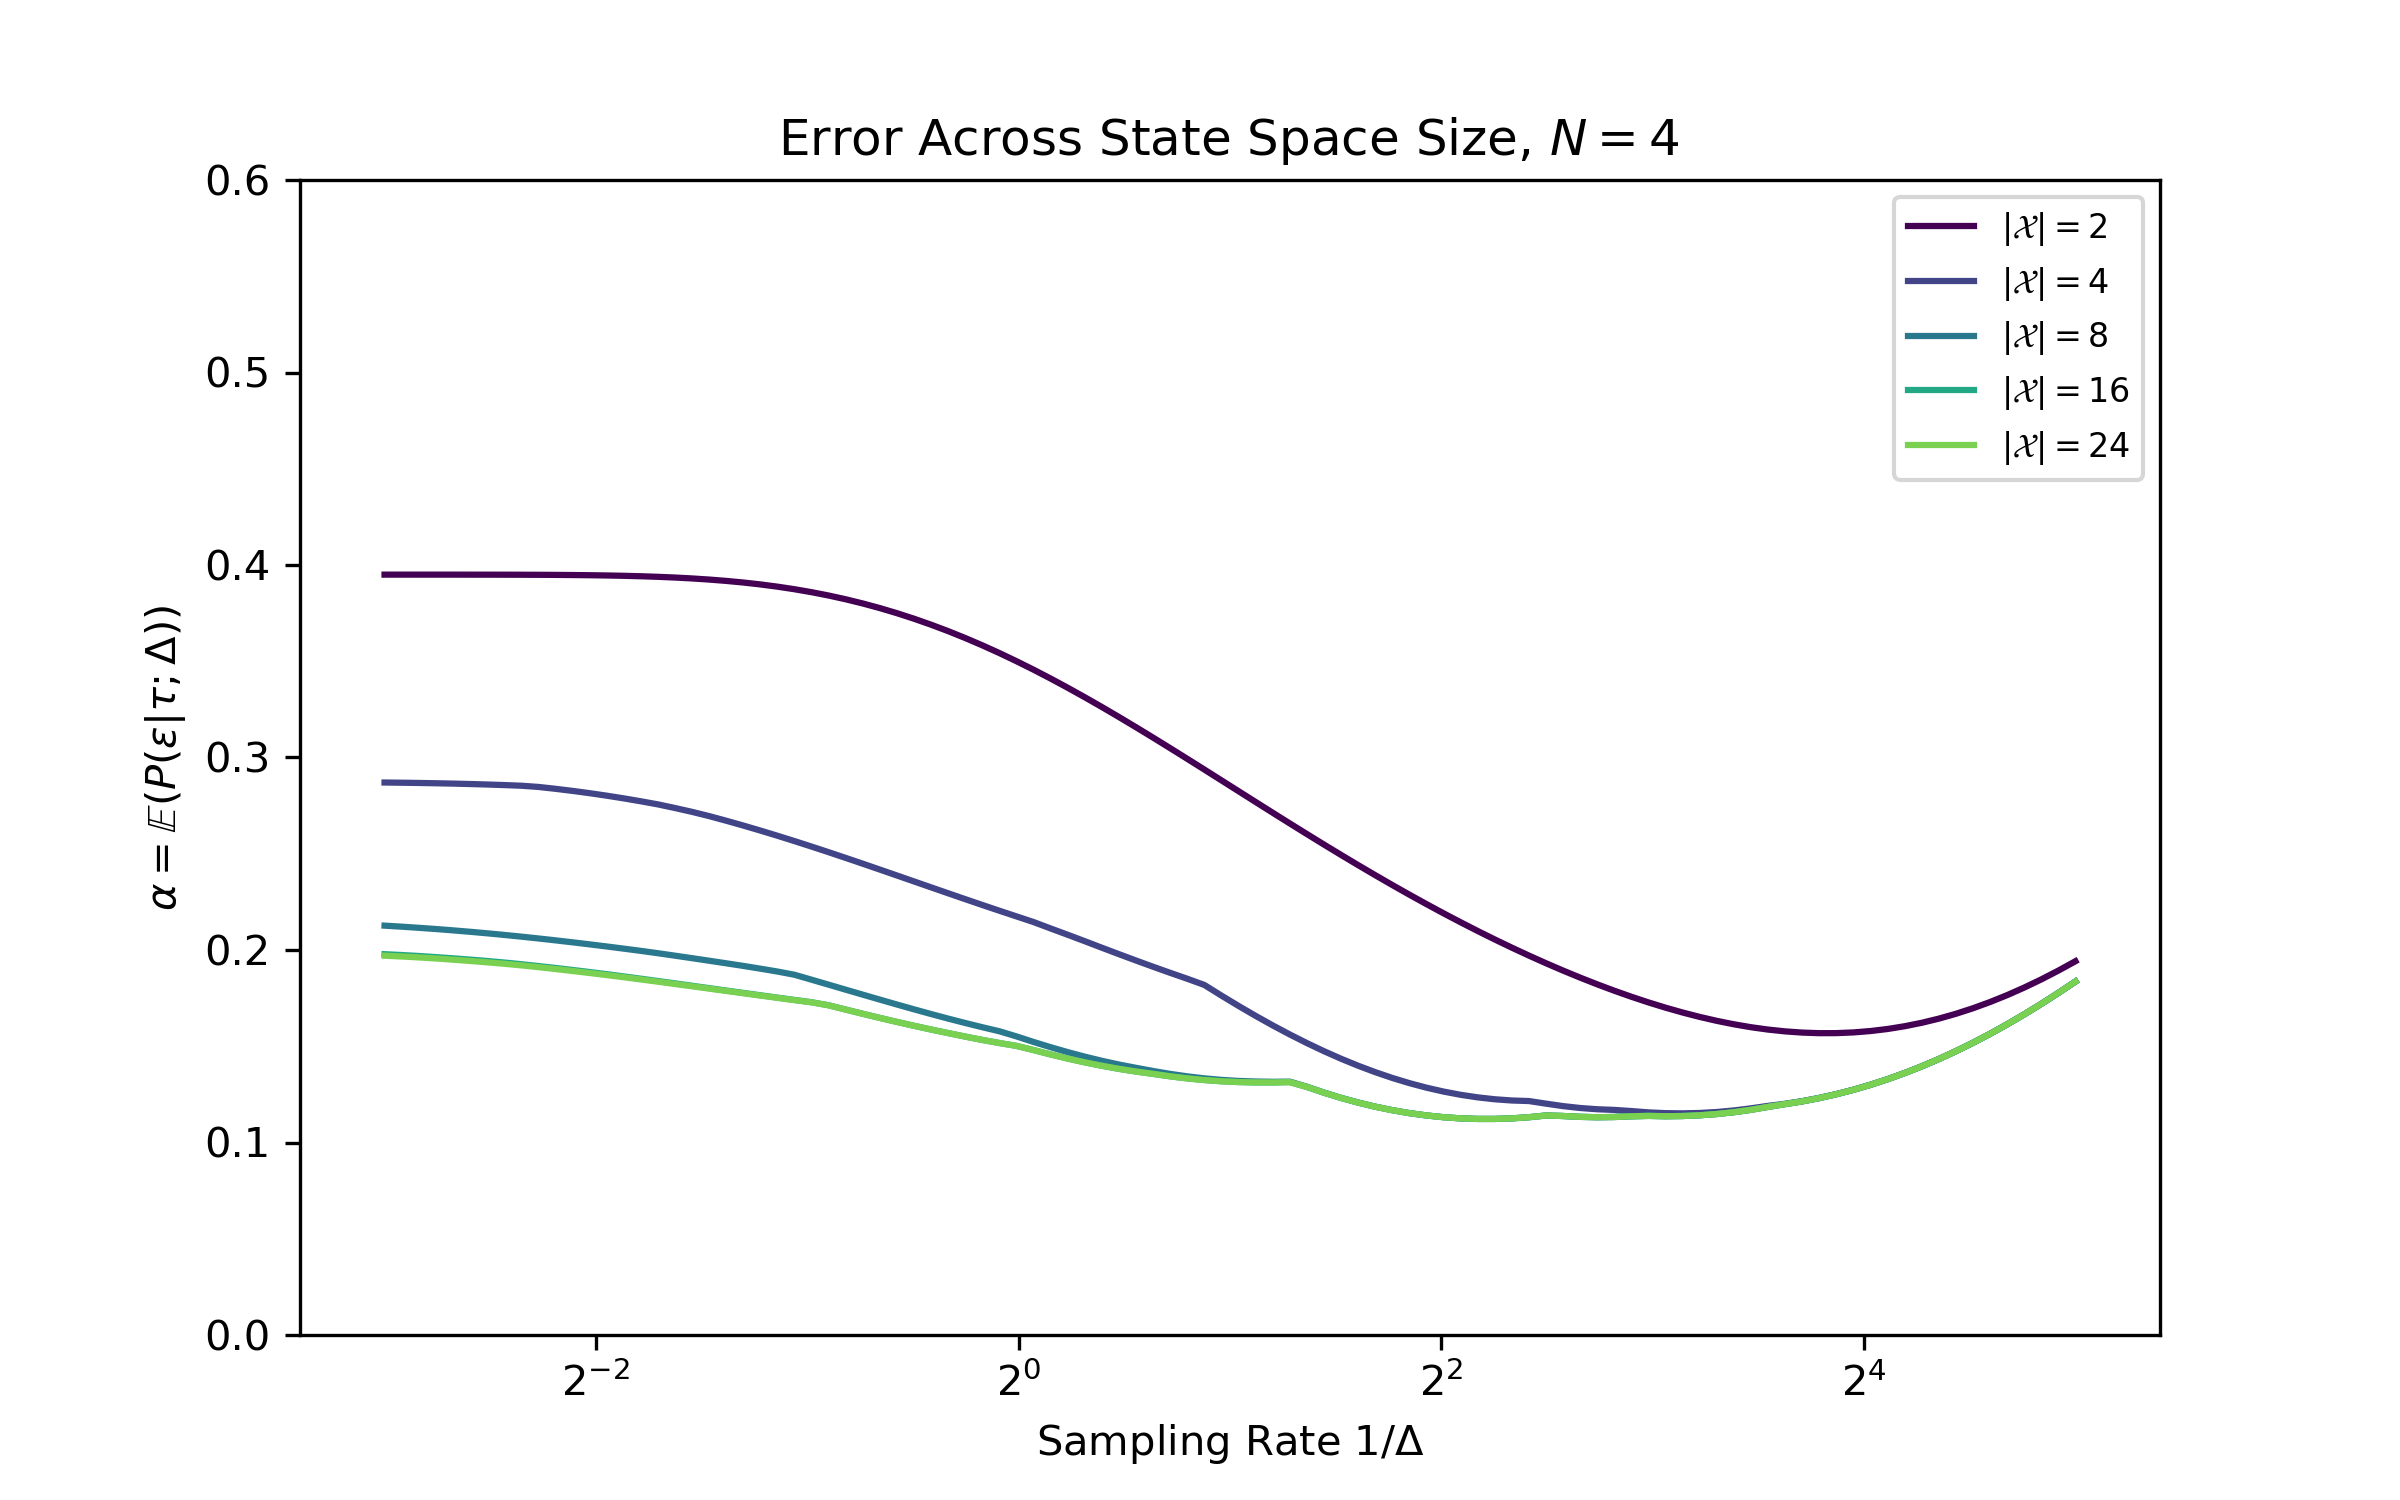 Error Across State Space Size, N = 4
0.6
0.5
0.4
0.3
0.2
0.1
0.0
α = 𝔼(P(ε|τ; Δ))
|𝒳| = 2
|𝒳| = 4
|𝒳| = 8
|𝒳| = 16
|𝒳| = 24
2⁻² 2⁰ 2² 2⁴
Sampling Rate 1/Δ